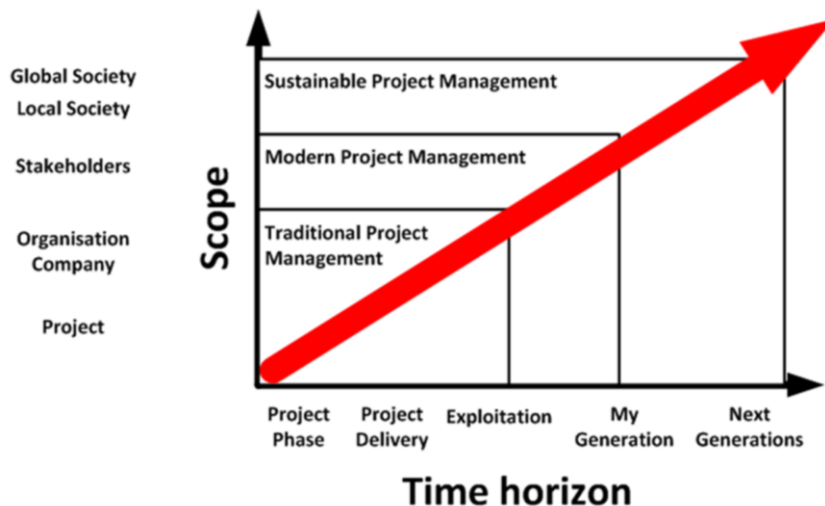 Global Society
Local Society
Stakeholders
Organisation
Company
Project
Scope
Sustainable Project Management
Modern Project Management
Traditional Project
Management
Project
Phase
Project
Delivery
Exploitation
My
Generation
Next
Generations
Time horizon